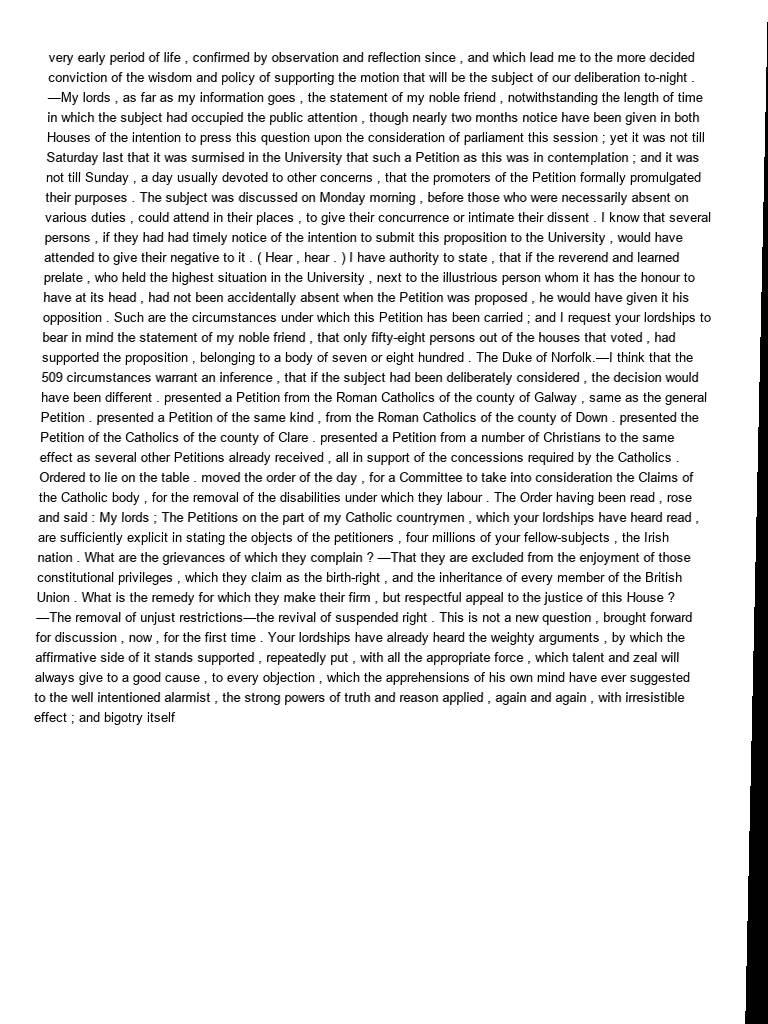 very early period of life , confirmed by observation and reflection since , and which lead me to the more decided
conviction of the wisdom and policy of supporting the motion that will be the subject of our deliberation to-night .
—My lords , as far as my information goes , the statement of my noble friend , notwithstanding the length of time
in which the subject had occupied the public attention , though nearly two months notice have been given in both
Houses of the intention to press this question upon the consideration of parliament this session ; yet it was not till
Saturday last that it was surmised in the University that such a Petition as this was in contemplation ; and it was
not till Sunday , a day usually devoted to other concerns , that the promoters of the Petition formally promulgated
their purposes . The subject was discussed on Monday morning , before those who were necessarily absent on
various duties , could attend in their places , to give their concurrence or intimate their dissent . I know that several
persons , if they had had timely notice of the intention to submit this proposition to the University , would have
attended to give their negative to it . ( Hear , hear . ) I have authority to state , that if the reverend and learned
prelate , who held the highest situation in the University , next to the illustrious person whom it has the honour to
have at its head , had not been accidentally absent when the Petition was proposed , he would have given it his
opposition . Such are the circumstances under which this Petition has been carried ; and I request your lordships to
bear in mind the statement of my noble friend , that only fifty-eight persons out of the houses that voted , had
supported the proposition , belonging to a body of seven or eight hundred . The Duke of Norfolk.—I think that the
509 circumstances warrant an inference , that if the subject had been deliberately considered , the decision would
have been different . presented a Petition from the Roman Catholics of the county of Galway , same as the general
Petition . presented a Petition of the same kind , from the Roman Catholics of the county of Down . presented the
Petition of the Catholics of the county of Clare . presented a Petition from a number of Christians to the same
effect as several other Petitions already received , all in support of the concessions required by the Catholics .
Ordered to lie on the table . moved the order of the day , for a Committee to take into consideration the Claims of
the Catholic body , for the removal of the disabilities under which they labour . The Order having been read , rose
and said : My lords ; The Petitions on the part of my Catholic countrymen , which your lordships have heard read ,
are sufficiently explicit in stating the objects of the petitioners , four millions of your fellow-subjects , the Irish
nation . What are the grievances of which they complain ? —That they are excluded from the enjoyment of those
constitutional privileges , which they claim as the birth-right , and the inheritance of every member of the British
Union . What is the remedy for which they make their firm , but respectful appeal to the justice of this House ?
—The removal of unjust restrictions—the revival of suspended right . This is not a new question , brought forward
for discussion , now , for the first time . Your lordships have already heard the weighty arguments , by which the
affirmative side of it stands supported , repeatedly put , with all the appropriate force , which talent and zeal will
always give to a good cause , to every objection , which the apprehensions of his own mind have ever suggested
to the well intentioned alarmist , the strong powers of truth and reason applied , again and again , with irresistible
effect ; and bigotry itself